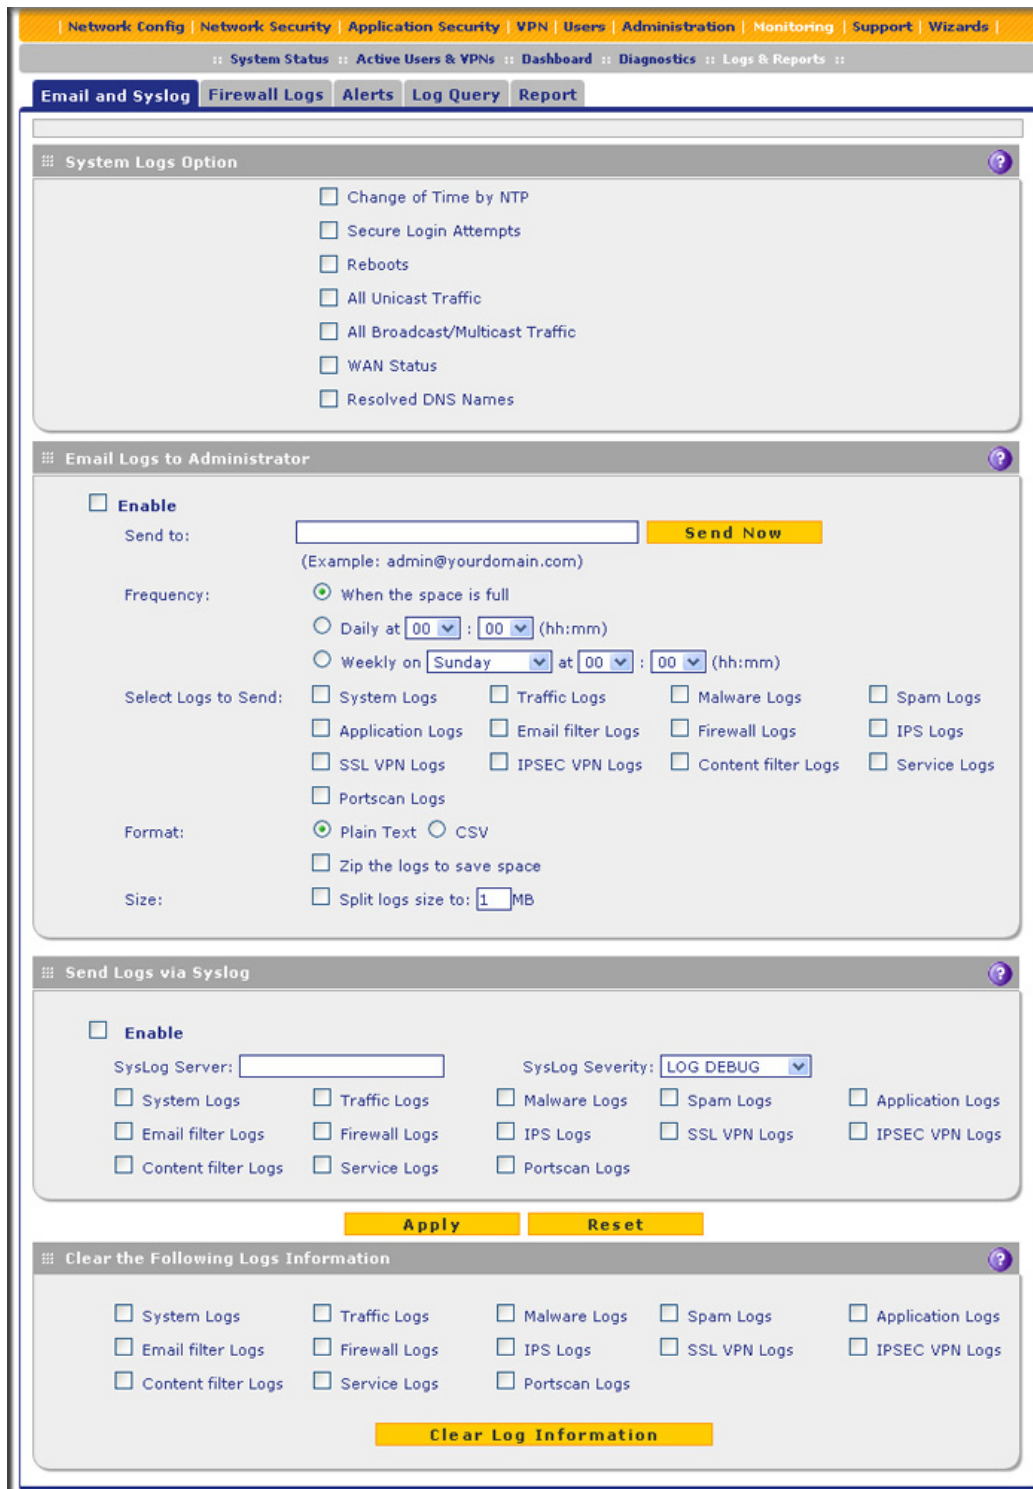 | Network Config | Network Security | Application Security | VPN | Users | Administration | Monitoring | Support | Wizards |
:: System Status :: Active Users & VPNs :: Dashboard :: Diagnostics :: Logs & Reports ::
Email and Syslog Firewall Logs Alerts Log Query Report
System Logs Option ?
Change of Time by NTP
Secure Login Attempts
Reboots
All Unicast Traffic
All Broadcast/Multicast Traffic
WAN Status
Resolved DNS Names
Email Logs to Administrator ?
Enable
Send to: Send Now
(Example: admin@yourdomain.com)
Frequency: When the space is full
Daily at 00 : 00 (hh:mm)
Weekly on Sunday at 00 : 00 (hh:mm)
Select Logs to Send: System Logs Traffic Logs Malware Logs Spam Logs
Application Logs Email filter Logs Firewall Logs IPS Logs
SSL VPN Logs IPSEC VPN Logs Content filter Logs Service Logs
Portscan Logs
Format: Plain Text CSV
Zip the logs to save space
Size: Split logs size to: 1 MB
Send Logs via Syslog ?
Enable
SysLog Server: SysLog Severity: LOG DEBUG
System Logs Traffic Logs Malware Logs Spam Logs Application Logs
Email filter Logs Firewall Logs IPS Logs SSL VPN Logs IPSEC VPN Logs
Content filter Logs Service Logs Portscan Logs
Apply Reset
Clear the Following Logs Information ?
System Logs Traffic Logs Malware Logs Spam Logs Application Logs
Email filter Logs Firewall Logs IPS Logs SSL VPN Logs IPSEC VPN Logs
Content filter Logs Service Logs Portscan Logs
Clear Log Information